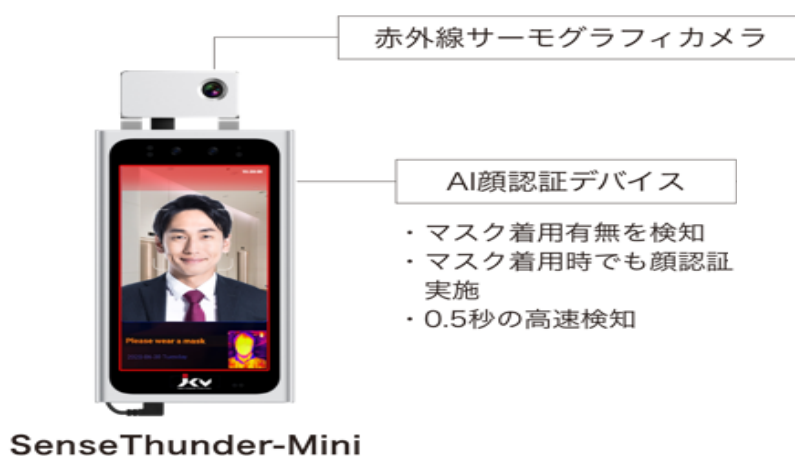 赤外線サーモグラフィカメラ
AI顔認証デバイス
・マスク着用有無を検知
・マスク着用時でも顔認証
実施
・0.5秒の高速検知
Please wear a mask
JKV
SenseThunder-Mini